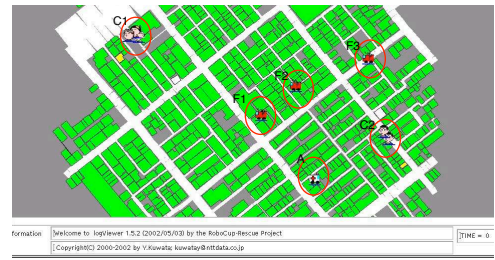 C1
F3
F2
F1
C2
A
formation
Welcome to logViewer 1.5.2 (2002/05/03) by the RoboCup-Rescue Project
TIME = 0
Copyright(C) 2000-2002 by Y.Kuwata; kuwatay@nttdata.co.jp